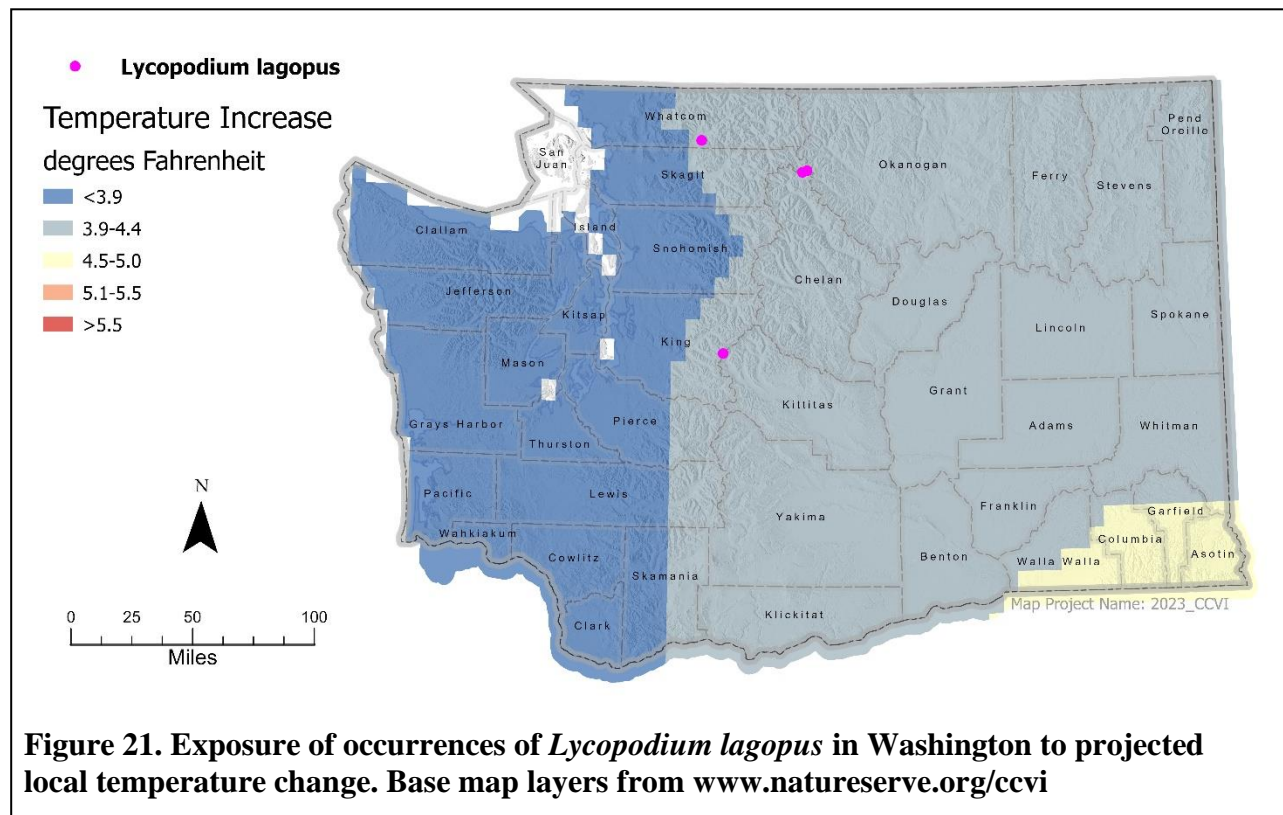 Lycopodium lagopus
Temperature Increase
degrees Fahrenheit
<3.9
3.9-4.4
4.5-5.0
5.1-5.5
>5.5
N
0 25 50 100
Miles
Whatcom
San
Juan
Skagit
Okanogan
Ferry
Stevens
Pend
Oreille
Clallam
Island
Snohomish
Chelan
Jefferson
Kitsap
Douglas
Lincoln
Spokane
King
Mason
Grant
Kittitas
Grays Harbor
Pierce
Adams
Whitman
Thurston
Pacific
Lewis
Yakima
Franklin
Garfield
Wahkiakum
Columbia
Cowlitz
Benton
Walla Walla
Asotin
Skamania
Klickitat
Clark
Map Project Name: 2023_CCVI
Figure 21. Exposure of occurrences of Lycopodium lagopus in Washington to projected
local temperature change. Base map layers from www.natureserve.org/ccvi